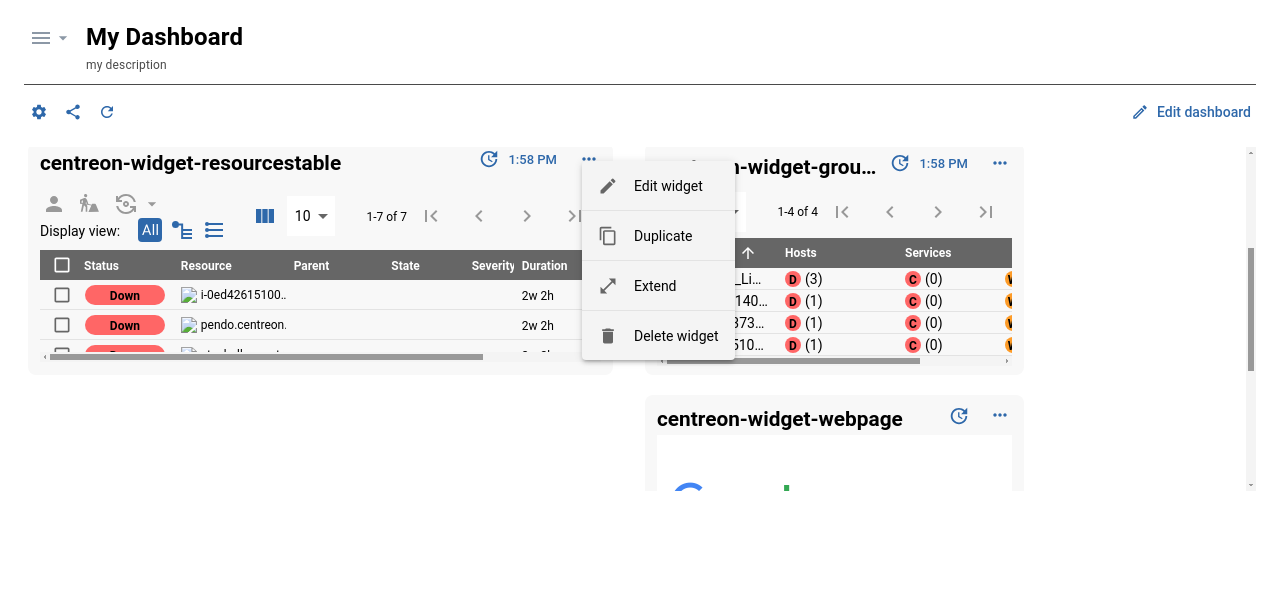 My Dashboard
my description
Edit dashboard
centreon-widget-resourcestable
1:58 PM
10
1-7 of 7
Display view:
All
Status Resource Parent State Severity Duration
Down i-0ed42615100.. 2w 2h
Down pendo.centreon. 2w 2h
Edit widget
Duplicate
Extend
Delete widget
n-widget-grou...
1:58 PM
1-4 of 4
Hosts Services
_Li... D (3) C (0)
140... D (1) C (0)
373... D (1) C (0)
510... D (1) C (0)
centreon-widget-webpage